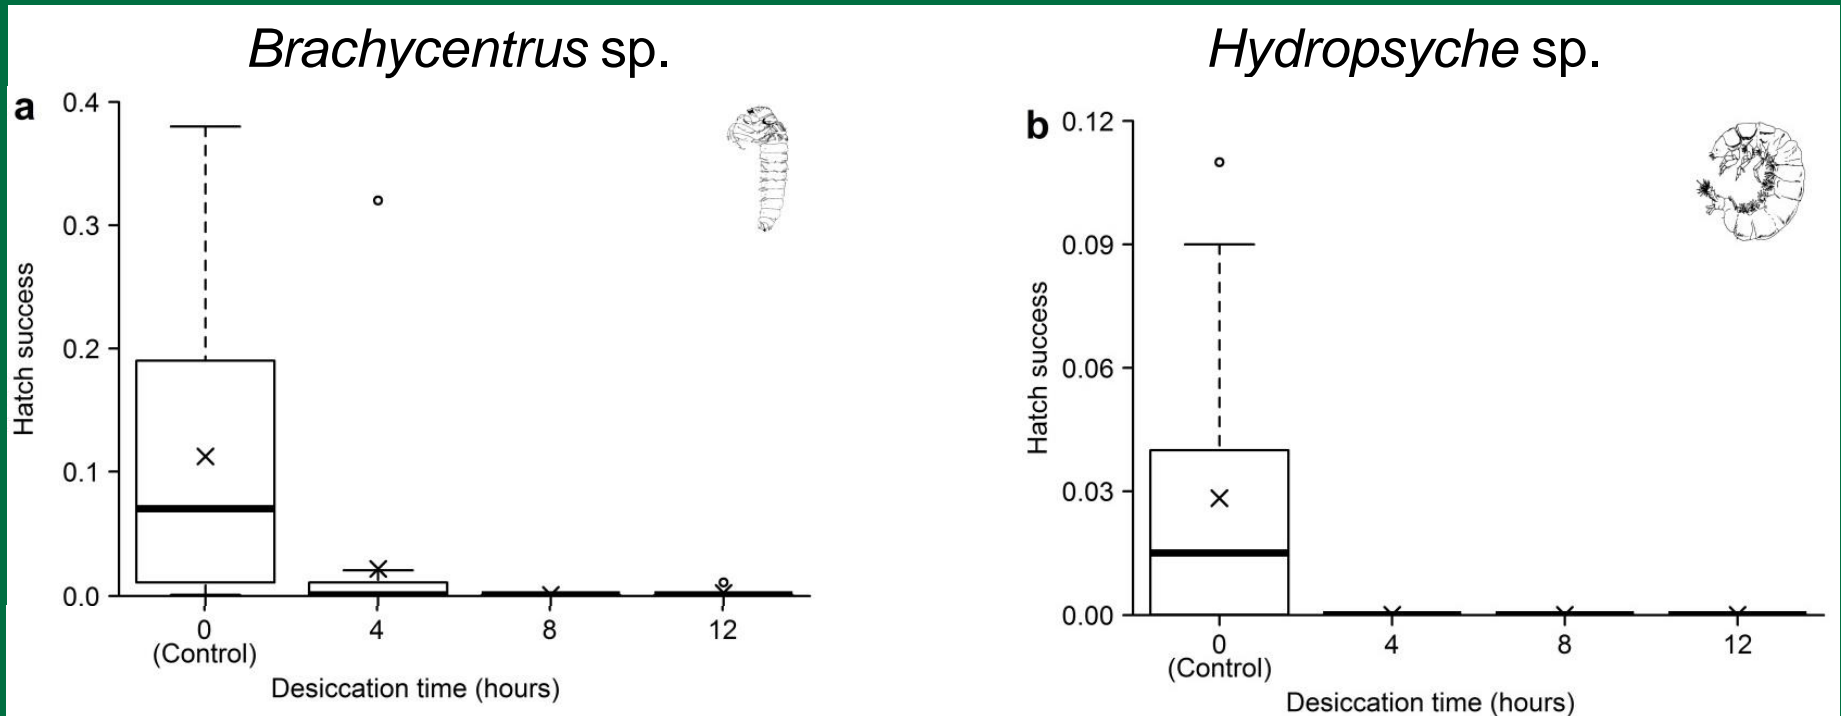 Brachycentrus sp.
a
0.4
0.3
0.2
0.1
0.0
Hatch success
0
4
8
12
(Control)
Desiccation time (hours)
Hydropsyche sp.
b
0.12
0.09
0.06
0.03
0.00
Hatch success
0
4
8
12
(Control)
Desiccation time (hours)